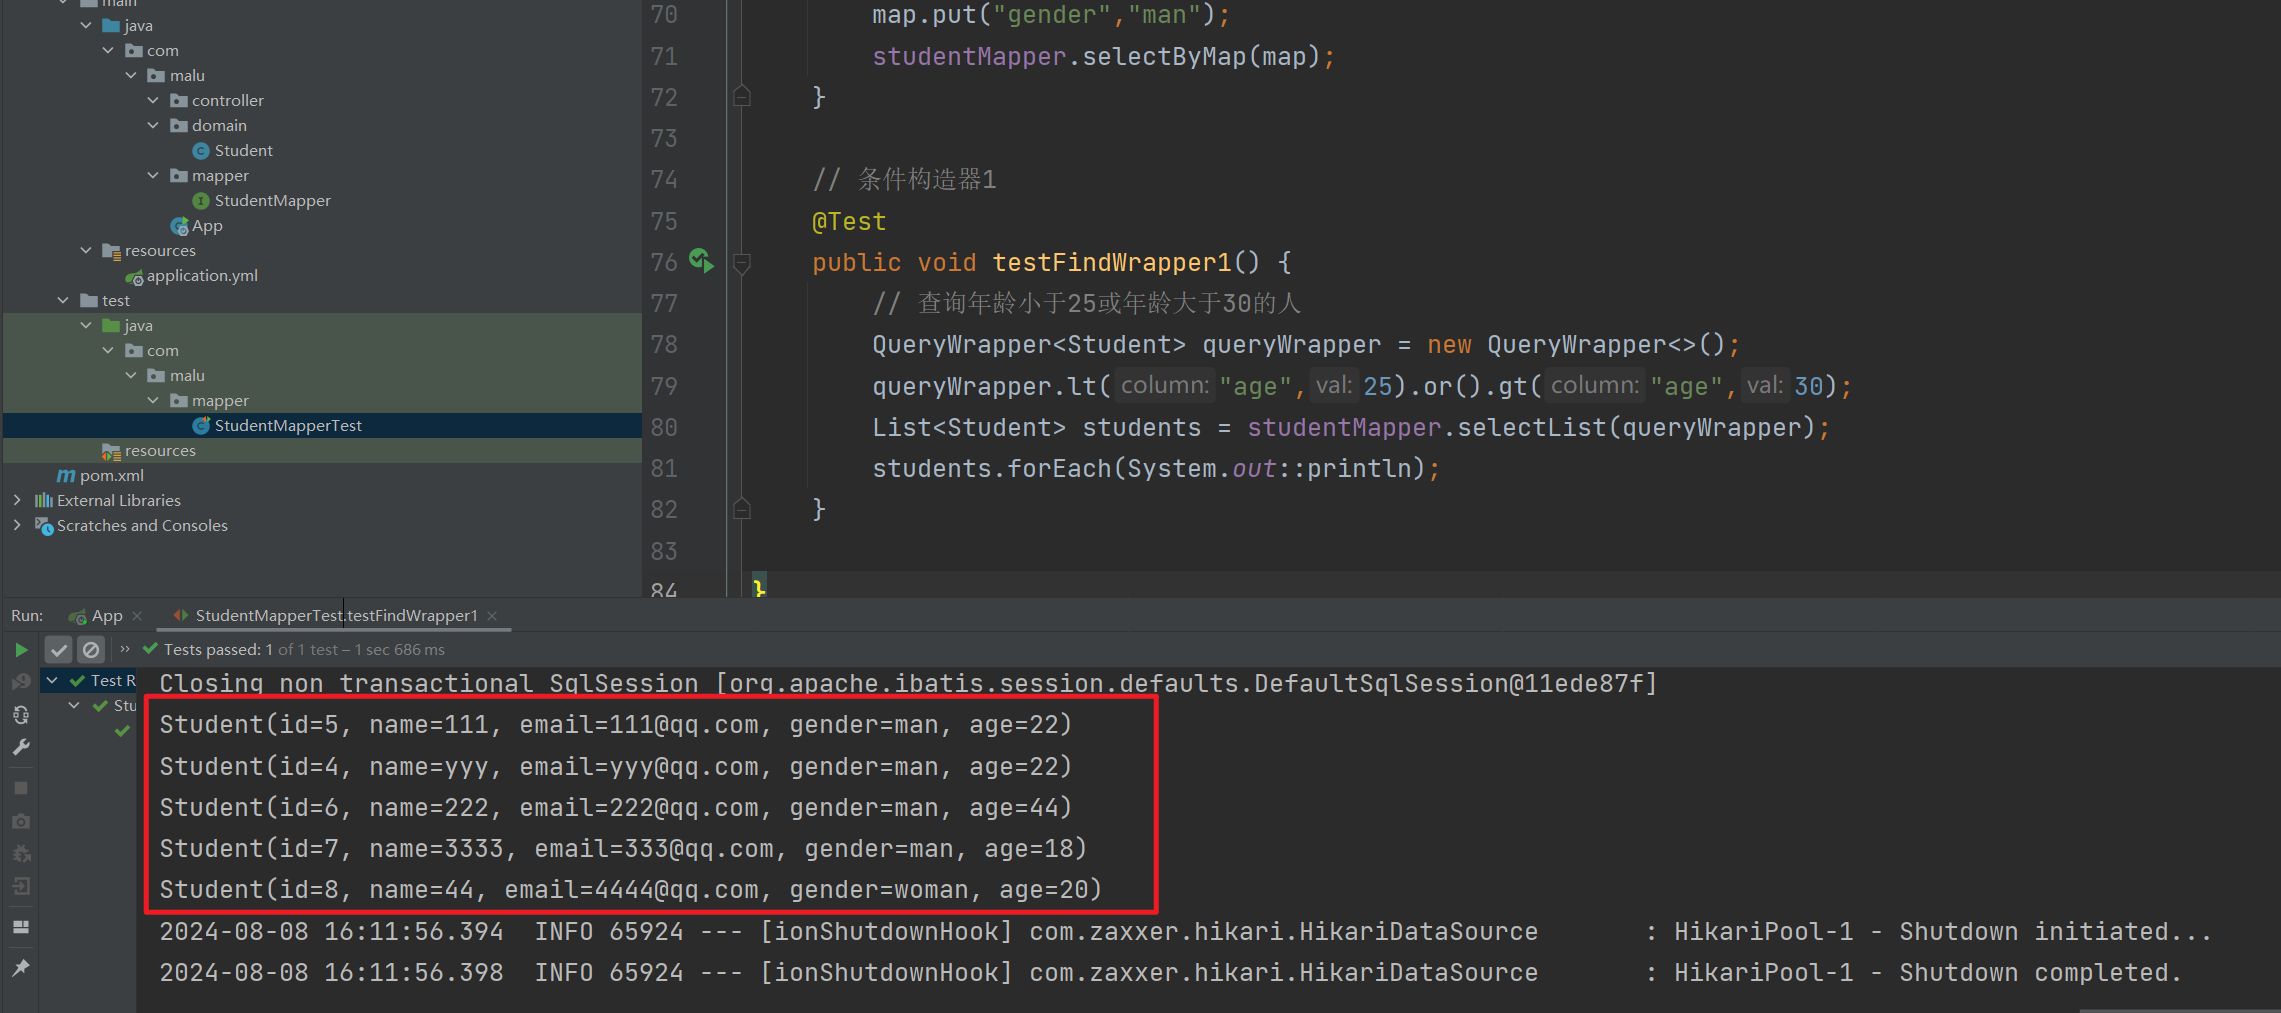 main
java
com
malu
controller
domain
Student
mapper
StudentMapper
App
resources
application.yml
test
java
com
malu
mapper
StudentMapperTest
resources
pom.xml
External Libraries
Scratches and Consoles
70 map.put("gender","man");
71 studentMapper.selectByMap(map);
72 }
73
74 // 条件构造器1
75 @Test
76 public void testFindWrapper1() {
77 // 查询年龄小于25或年龄大于30的人
78 QueryWrapper<Student> queryWrapper = new QueryWrapper<>();
79 queryWrapper.lt( column: "age", val: 25).or().gt( column: "age", val: 30);
80 List<Student> students = studentMapper.selectList(queryWrapper);
81 students.forEach(System.out::println);
82 }
83
84 }
Run: App StudentMapperTest.testFindWrapper1
Tests passed: 1 of 1 test – 1 sec 686 ms
Test R
Stu
Closing non transactional SqlSession [org.apache.ibatis.session.defaults.DefaultSqlSession@11ede87f]
Student(id=5, name=111, email=111@qq.com, gender=man, age=22)
Student(id=4, name=yyy, email=yyy@qq.com, gender=man, age=22)
Student(id=6, name=222, email=222@qq.com, gender=man, age=44)
Student(id=7, name=3333, email=333@qq.com, gender=man, age=18)
Student(id=8, name=44, email=4444@qq.com, gender=woman, age=20)
2024-08-08 16:11:56.394 INFO 65924 --- [ionShutdownHook] com.zaxxer.hikari.HikariDataSource : HikariPool-1 - Shutdown initiated...
2024-08-08 16:11:56.398 INFO 65924 --- [ionShutdownHook] com.zaxxer.hikari.HikariDataSource : HikariPool-1 - Shutdown completed.